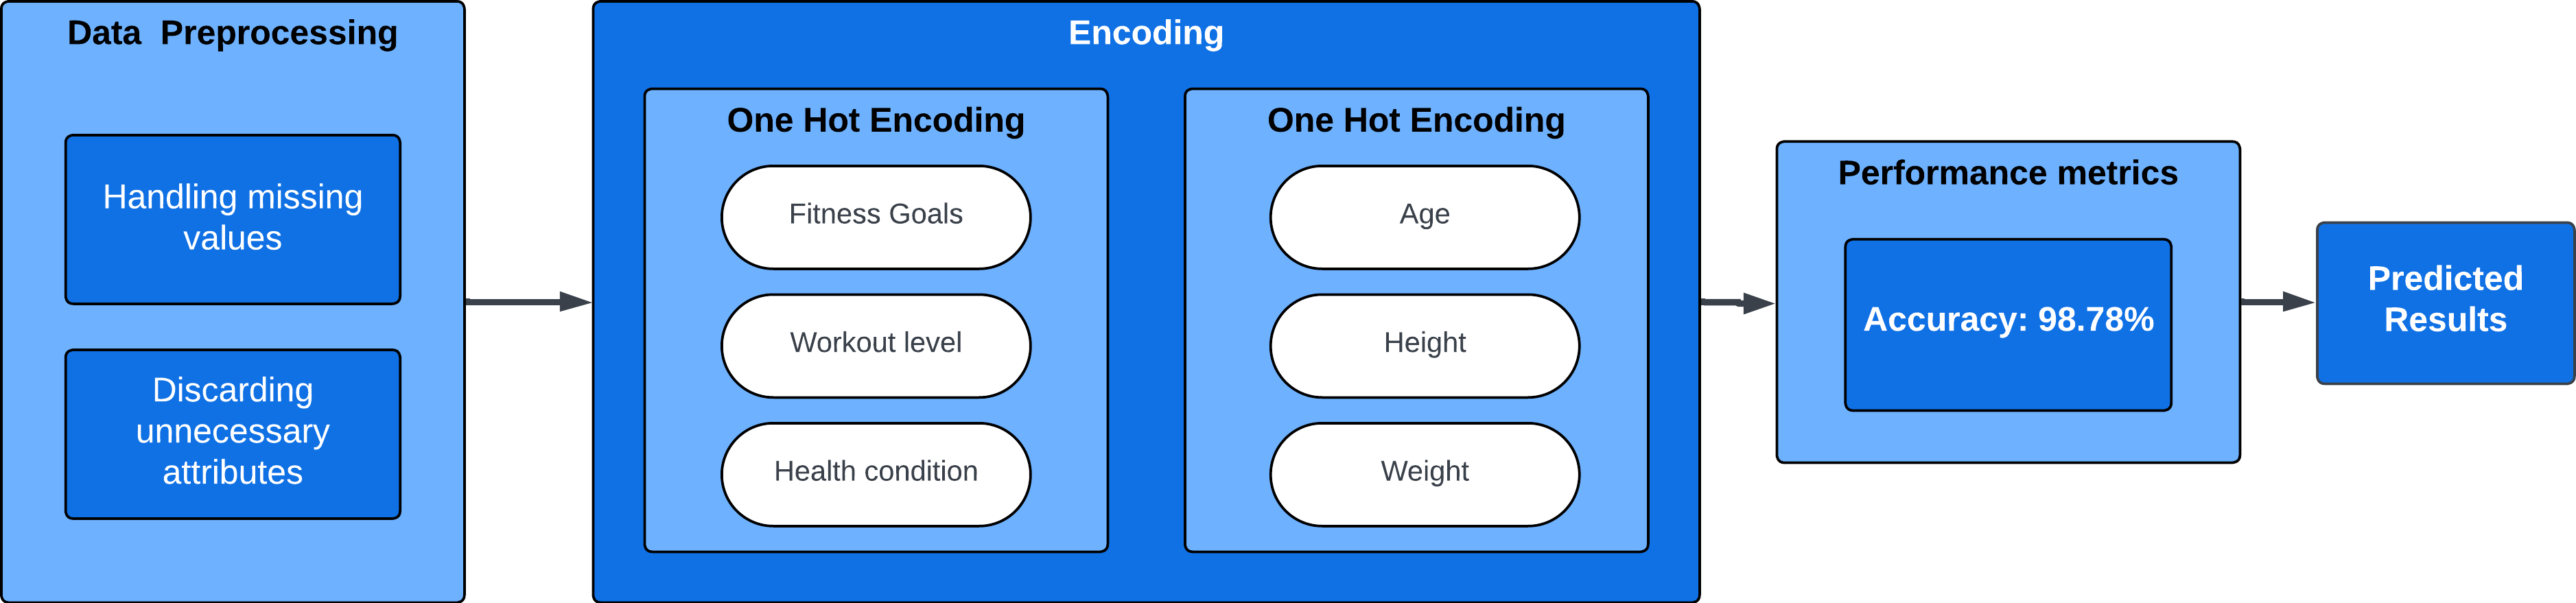 Data  Preprocessing
Handling missing
values
Discarding
unnecessary
attributes
Encoding
One Hot Encoding
Fitness Goals
Workout level
Health condition
One Hot Encoding
Age
Height
Weight
Performance metrics
Accuracy: 98.78%
Predicted
Results